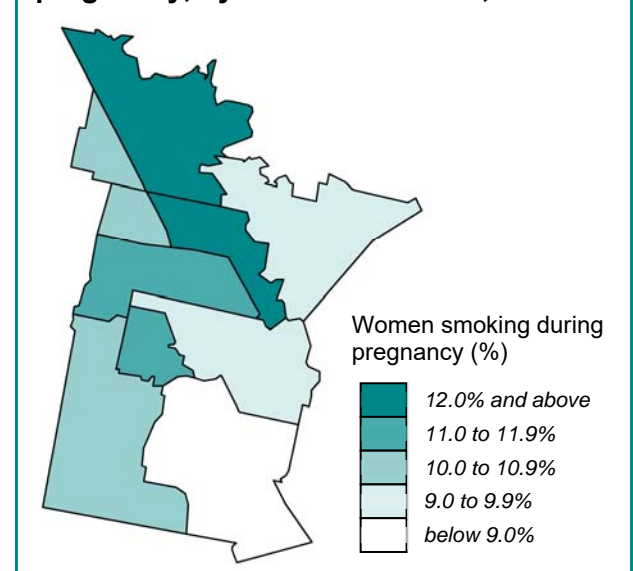 Women smoking during
pregnancy (%)
12.0% and above
11.0 to 11.9%
10.0 to 10.9%
9.0 to 9.9%
below 9.0%